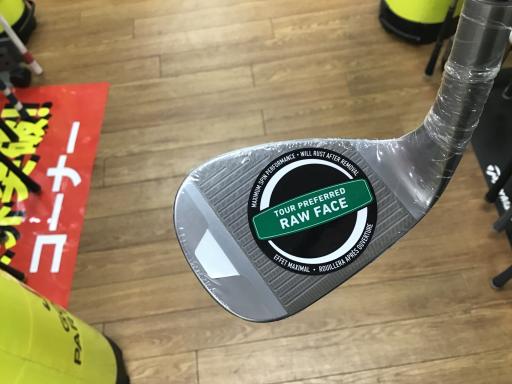 MAXIMUM SPIN PERFORMANCE • WILL RUST AFTER REMOVAL
TOUR PREFERRED
RAW FACE
EFFET MAXIMAL • ROUILLERA APRÈS OUVERTURE
コーナー